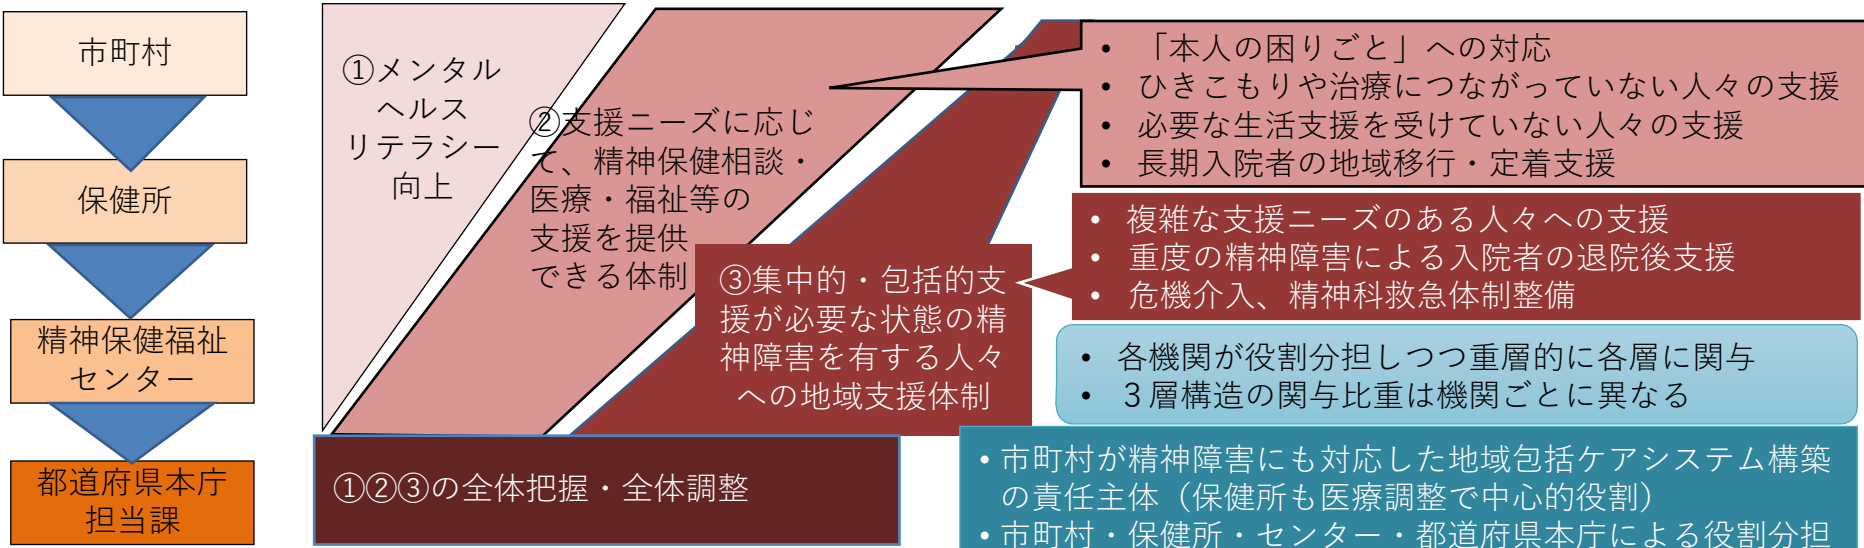 市町村
保健所
精神保健福祉
センター
都道府県本庁
担当課
①メンタル
ヘルス
リテラシー
向上
②支援ニーズに応じ
て、精神保健相談・
医療・福祉等の
支援を提供
できる体制
③集中的・包括的支
援が必要な状態の精
神障害を有する人々
への地域支援体制
①②③の全体把握・全体調整
• 「本人の困りごと」への対応
• ひきこもりや治療につながっていない人々の支援
• 必要な生活支援を受けていない人々の支援
• 長期入院者の地域移行・定着支援
• 複雑な支援ニーズのある人々への支援
• 重度の精神障害による入院者の退院後支援
• 危機介入、精神科救急体制整備
• 各機関が役割分担しつつ重層的に各層に関与
• ３層構造の関与比重は機関ごとに異なる
• 市町村が精神障害にも対応した地域包括ケアシステム構築
の責任主体（保健所も医療調整で中心的役割）
• 市町村・保健所・センター・都道府県本庁による役割分担